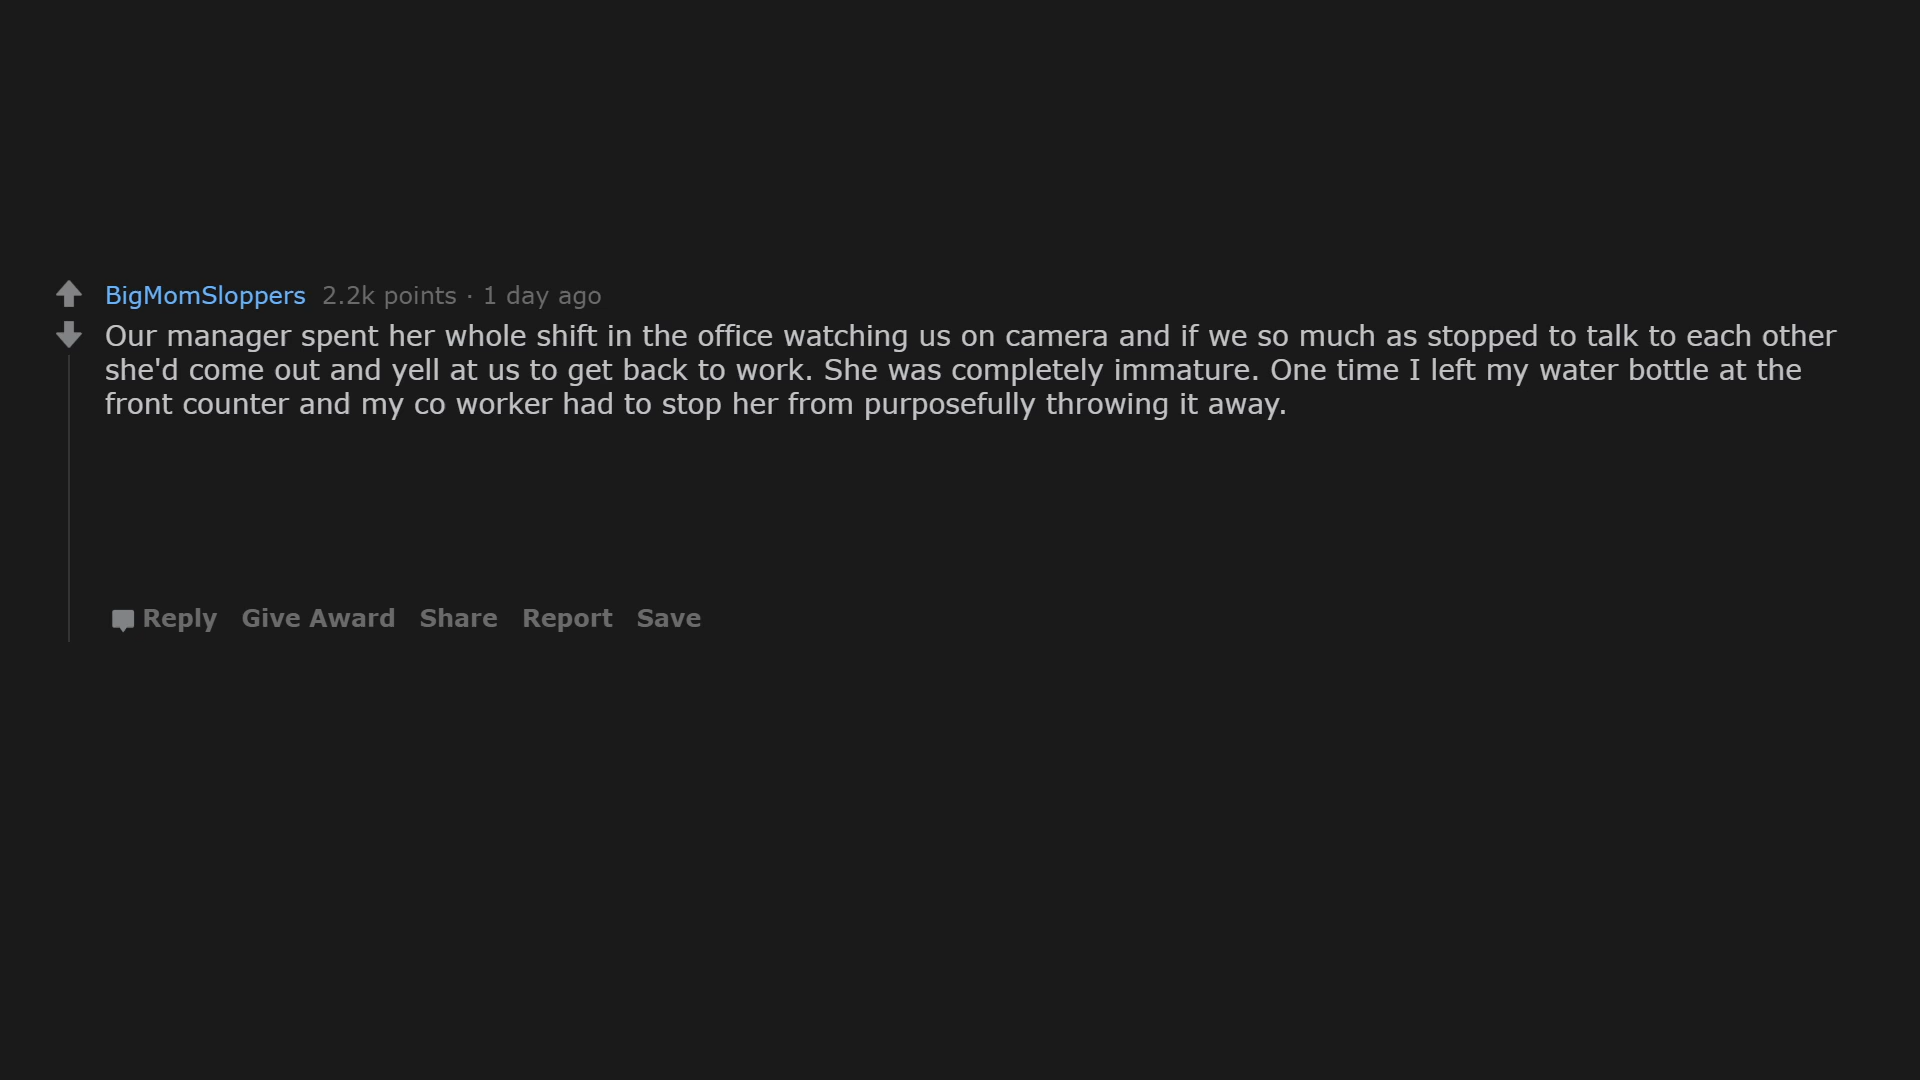 BigMomSloppers 2.2k points · 1 day ago
Our manager spent her whole shift in the office watching us on camera and if we so much as stopped to talk to each other
she'd come out and yell at us to get back to work. She was completely immature. One time I left my water bottle at the
front counter and my co worker had to stop her from purposefully throwing it away.
Reply Give Award Share Report Save